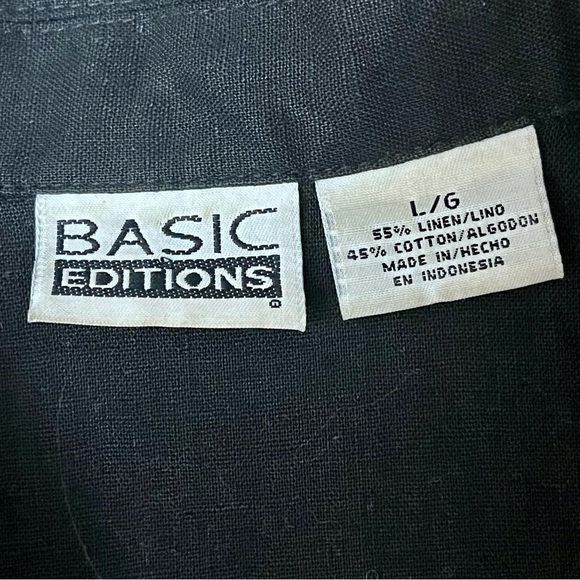 BASIC
EDITIONS
®
L/G
55% LINEN/LINO
45% COTTON/ALGODON
MADE IN/HECHO
EN INDONESIA